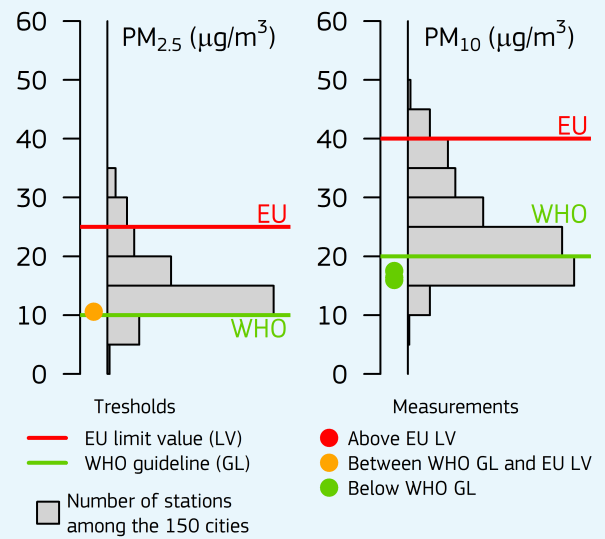 PM2.5 (µg/m³)
60
50
40
30
20
10
0
EU
WHO
PM10 (µg/m³)
60
50
40
30
20
10
0
EU
WHO
Tresholds
EU limit value (LV)
WHO guideline (GL)
Number of stations
among the 150 cities
Measurements
Above EU LV
Between WHO GL and EU LV
Below WHO GL